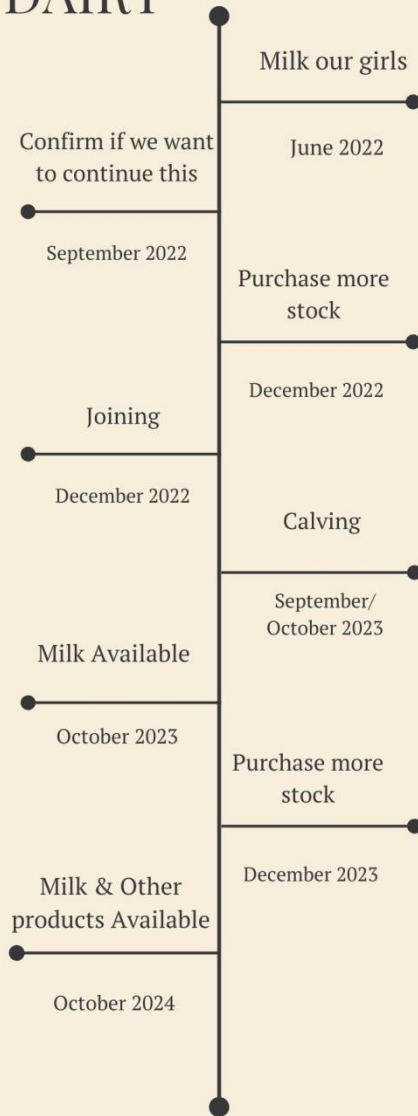 DAIRY
Milk our girls
June 2022
Confirm if we want
to continue this
September 2022
Purchase more
stock
December 2022
Joining
December 2022
Calving
September/
October 2023
Milk Available
October 2023
Purchase more
stock
December 2023
Milk & Other
products Available
October 2024